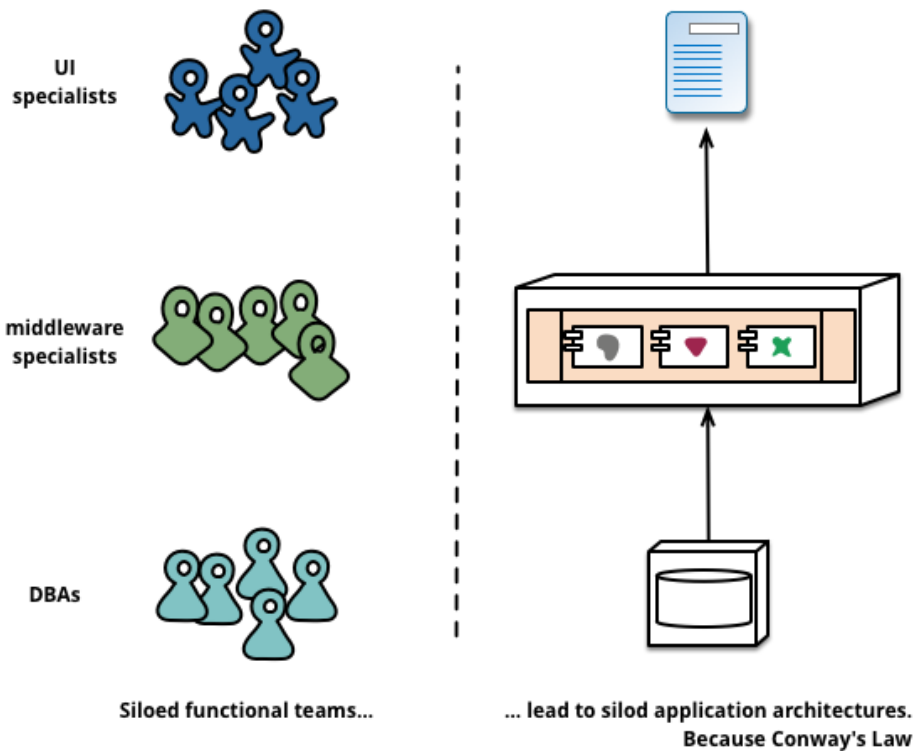 UI
specialists
middleware
specialists
DBAs
Siloed functional teams...
... lead to silod application architectures.
Because Conway's Law